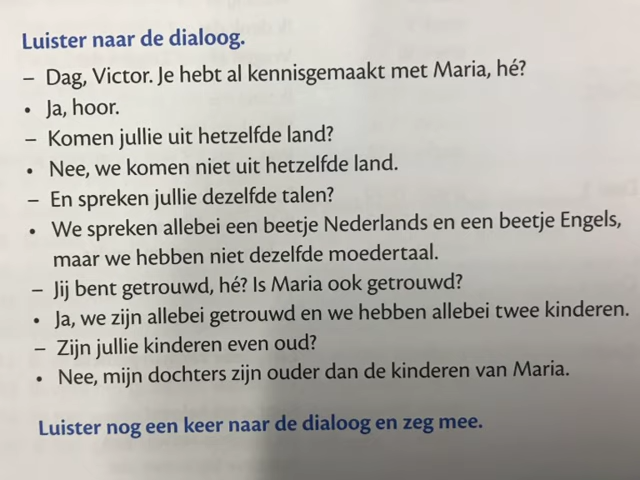 Luister naar de dialoog.
– Dag, Victor. Je hebt al kennisgemaakt met Maria, hé?
• Ja, hoor.
– Komen jullie uit hetzelfde land?
• Nee, we komen niet uit hetzelfde land.
– En spreken jullie dezelfde talen?
• We spreken allebei een beetje Nederlands en een beetje Engels,
maar we hebben niet dezelfde moedertaal.
– Jij bent getrouwd, hé? Is Maria ook getrouwd?
• Ja, we zijn allebei getrouwd en we hebben allebei twee kinderen.
– Zijn jullie kinderen even oud?
• Nee, mijn dochters zijn ouder dan de kinderen van Maria.
Luister nog een keer naar de dialoog en zeg mee.